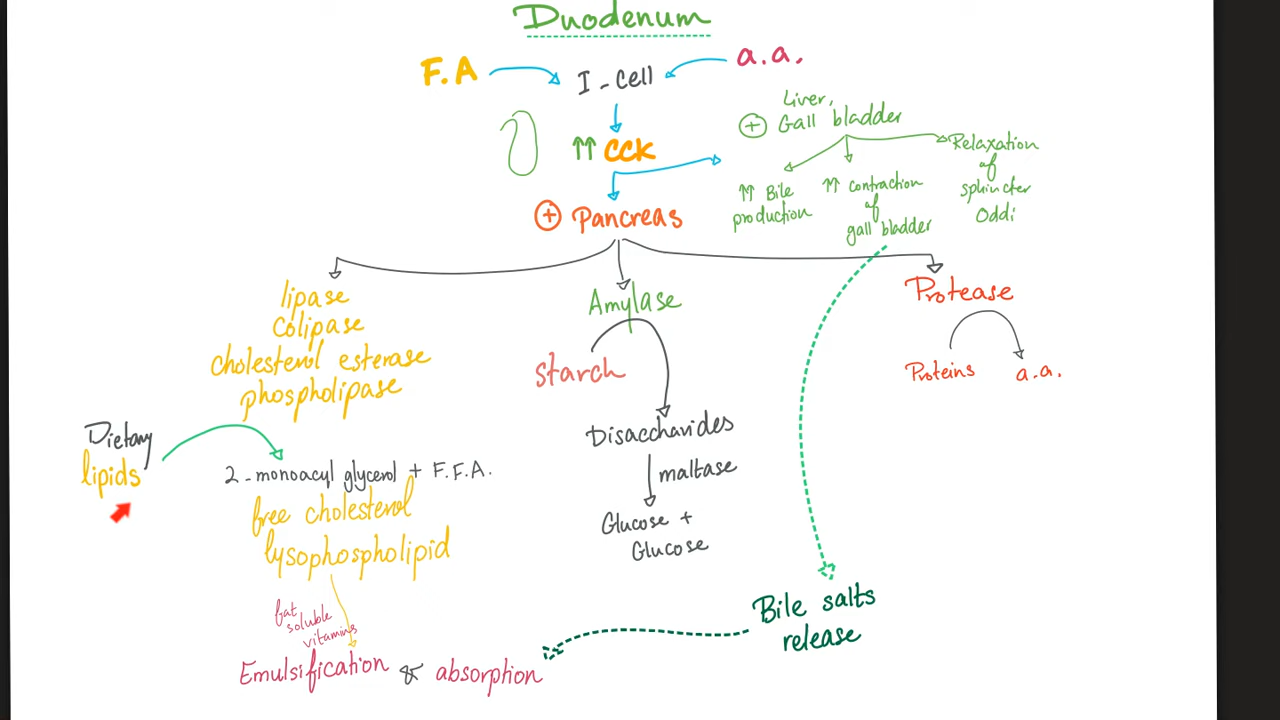 Duodenum
F.A
I-cell
a.a.
↑↑ CCK
+ Pancreas
+ Liver,
Gall bladder
↑↑ Bile
production
↑↑ contraction
of
gall bladder
Relaxation
of
sphincter
Oddi
lipase
Colipase
cholesterol esterase
phospholipase
Dietary
lipids
2-monoacyl glycerol + F.F.A.
free cholesterol
lysophospholipid
fat
soluble
vitamins
Emulsification & absorption
Amylase
starch
Disaccharides
maltase
Glucose +
Glucose
Protease
Proteins
a.a.
Bile salts
release